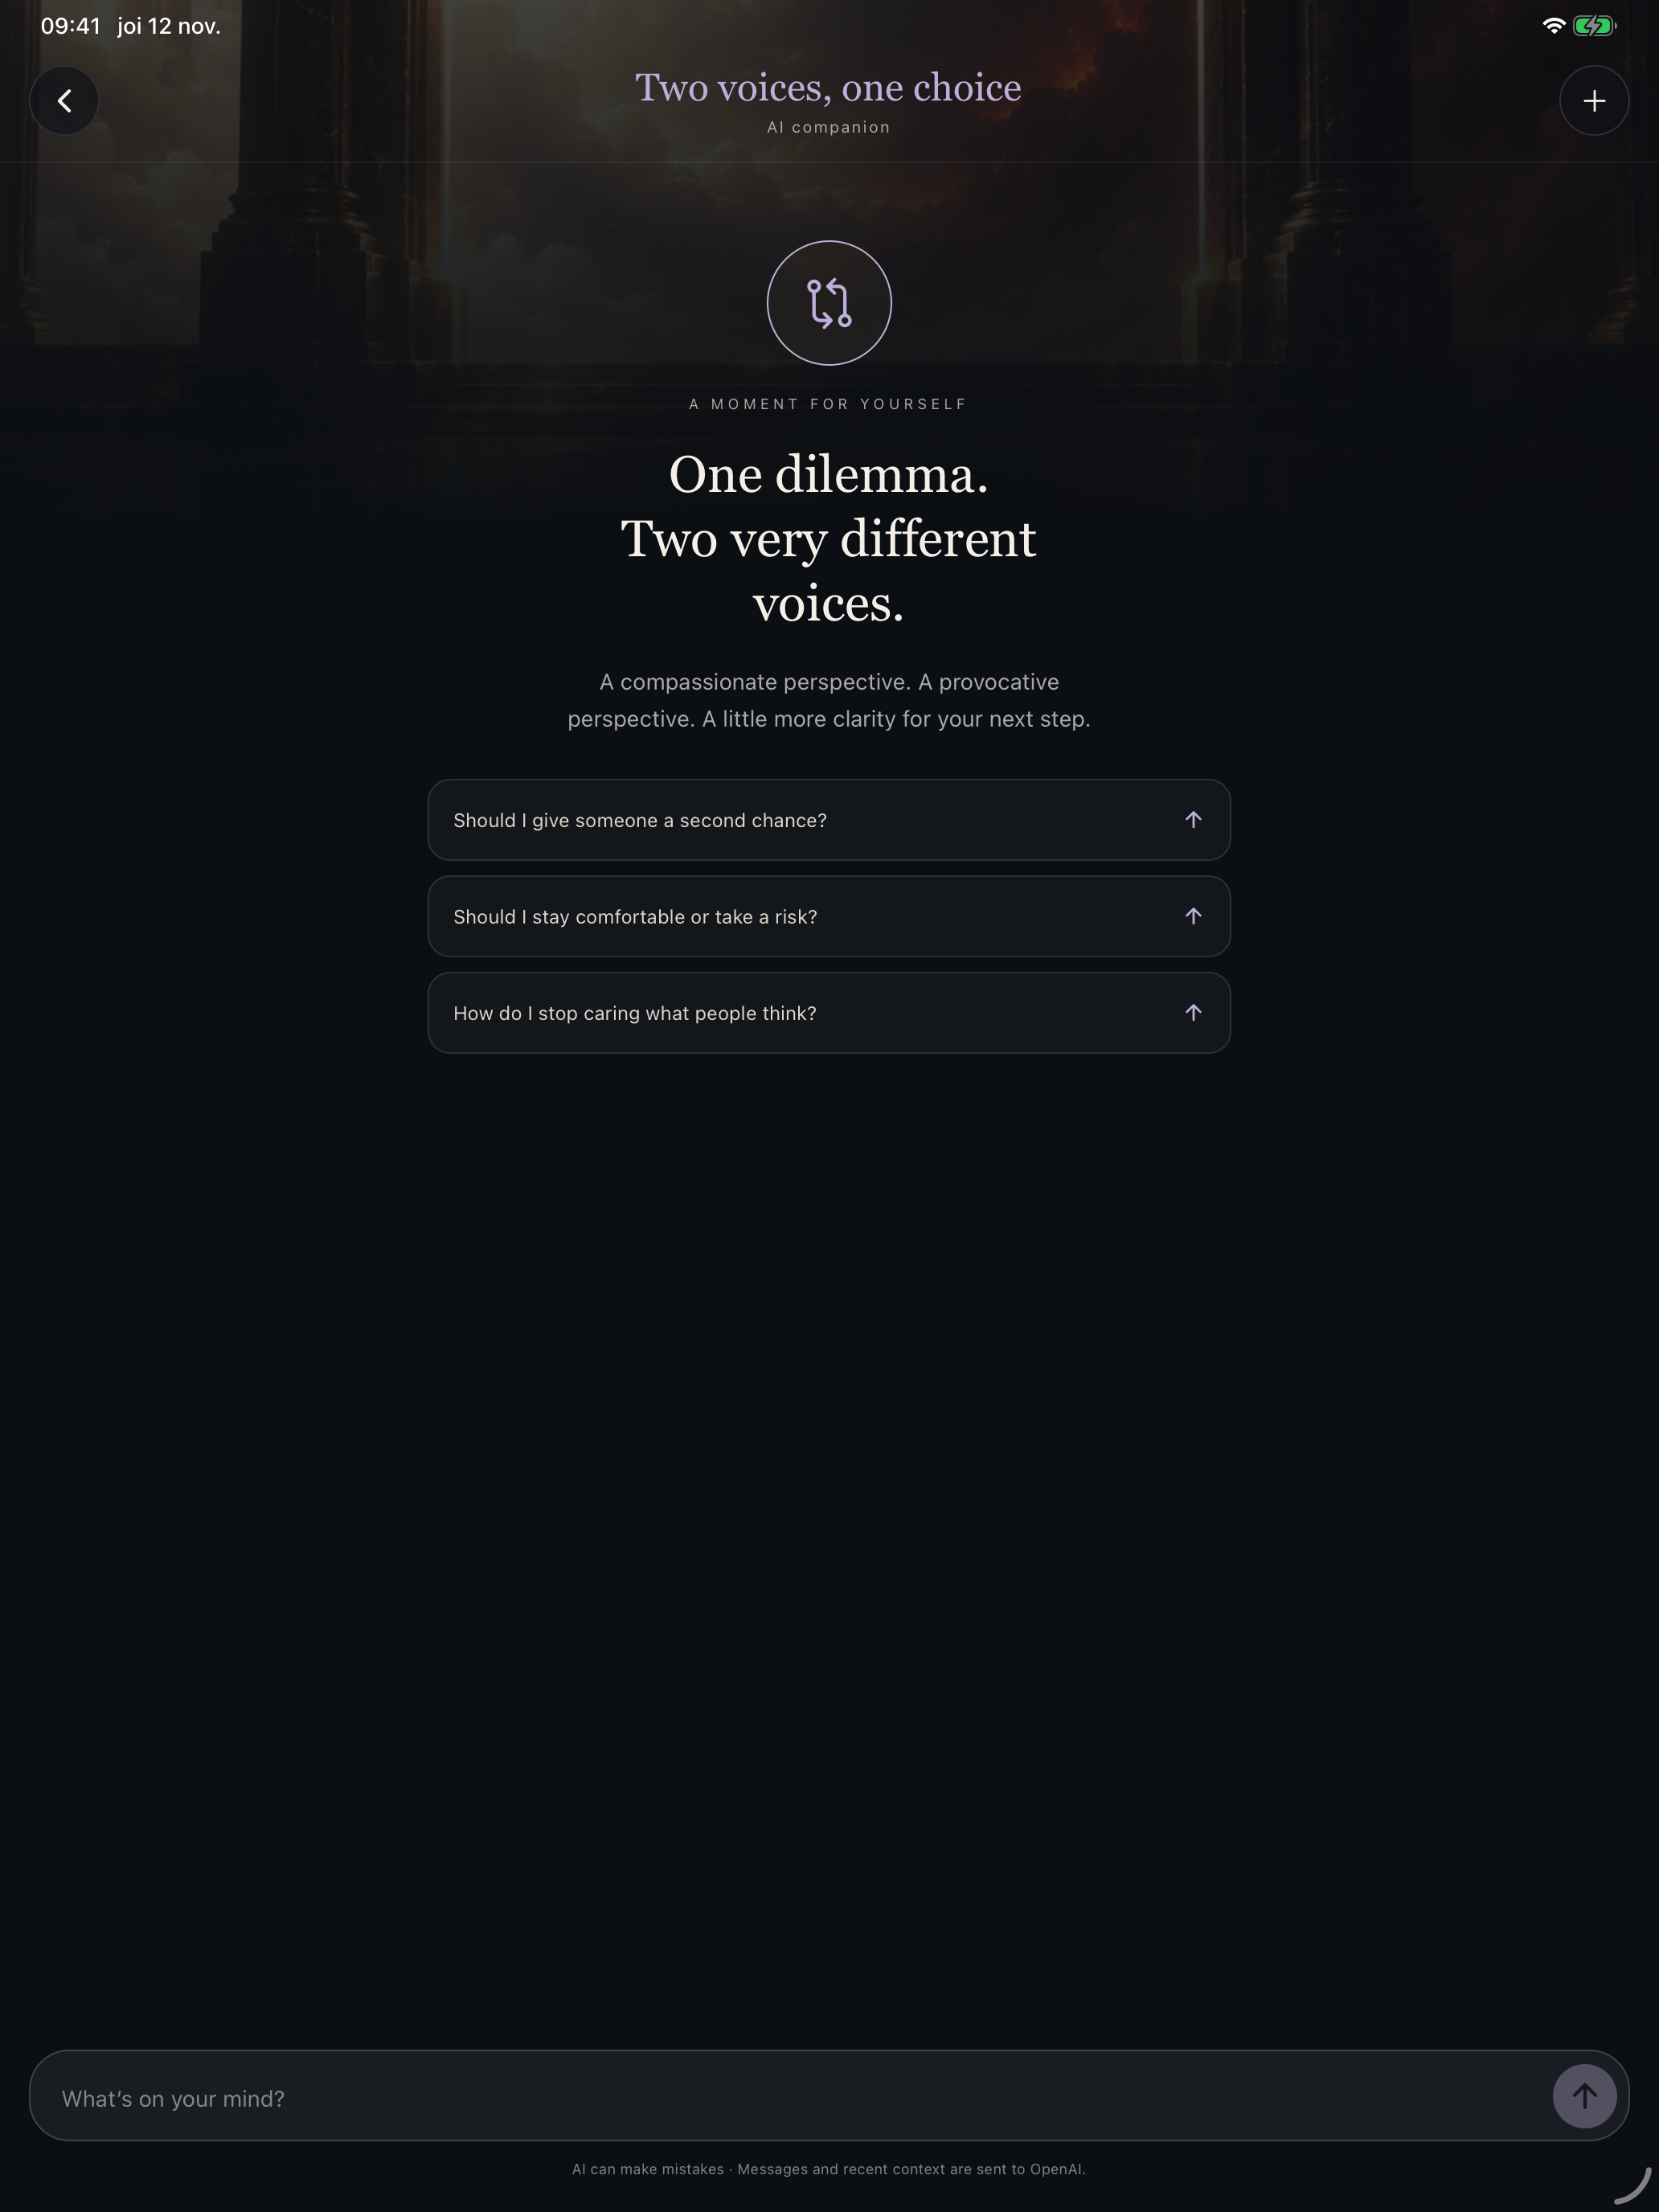 09:41 joi 12 nov.
Two voices, one choice
AI companion
A MOMENT FOR YOURSELF
One dilemma.
Two very different
voices.
A compassionate perspective. A provocative
perspective. A little more clarity for your next step.
Should I give someone a second chance?
Should I stay comfortable or take a risk?
How do I stop caring what people think?
What’s on your mind?
AI can make mistakes · Messages and recent context are sent to OpenAI.